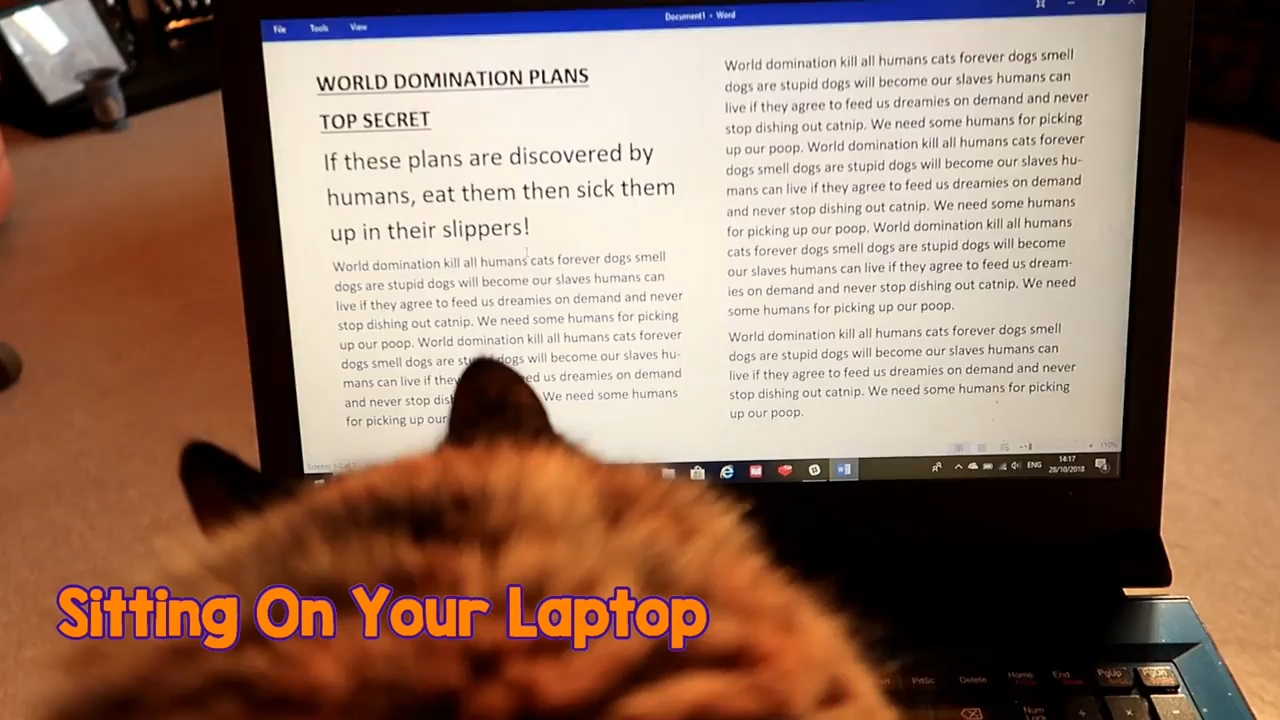 Document1 - Word
File Tools View
WORLD DOMINATION PLANS
TOP SECRET
If these plans are discovered by
humans, eat them then sick them
up in their slippers!
World domination kill all humans cats forever dogs smell
dogs are stupid dogs will become our slaves humans can
live if they agree to feed us dreamies on demand and never
stop dishing out catnip. We need some humans for picking
up our poop. World domination kill all humans cats forever
dogs smell dogs are stupid dogs will become our slaves hu-
mans can live if they ed us dreamies on demand
and never stop dish We need some humans
for picking up our
World domination kill all humans cats forever dogs smell
dogs are stupid dogs will become our slaves humans can
live if they agree to feed us dreamies on demand and never
stop dishing out catnip. We need some humans for picking
up our poop. World domination kill all humans cats forever
dogs smell dogs are stupid dogs will become our slaves hu-
mans can live if they agree to feed us dreamies on demand
and never stop dishing out catnip. We need some humans
for picking up our poop. World domination kill all humans
cats forever dogs smell dogs are stupid dogs will become
our slaves humans can live if they agree to feed us dream-
ies on demand and never stop dishing out catnip. We need
some humans for picking up our poop.
World domination kill all humans cats forever dogs smell
dogs are stupid dogs will become our slaves humans can
live if they agree to feed us dreamies on demand and never
stop dishing out catnip. We need some humans for picking
up our poop.
110%
ENG
14:17
26/10/2018
Sitting On Your Laptop
PrtSc Delete Home End PgUp PgDn
Num
Lock